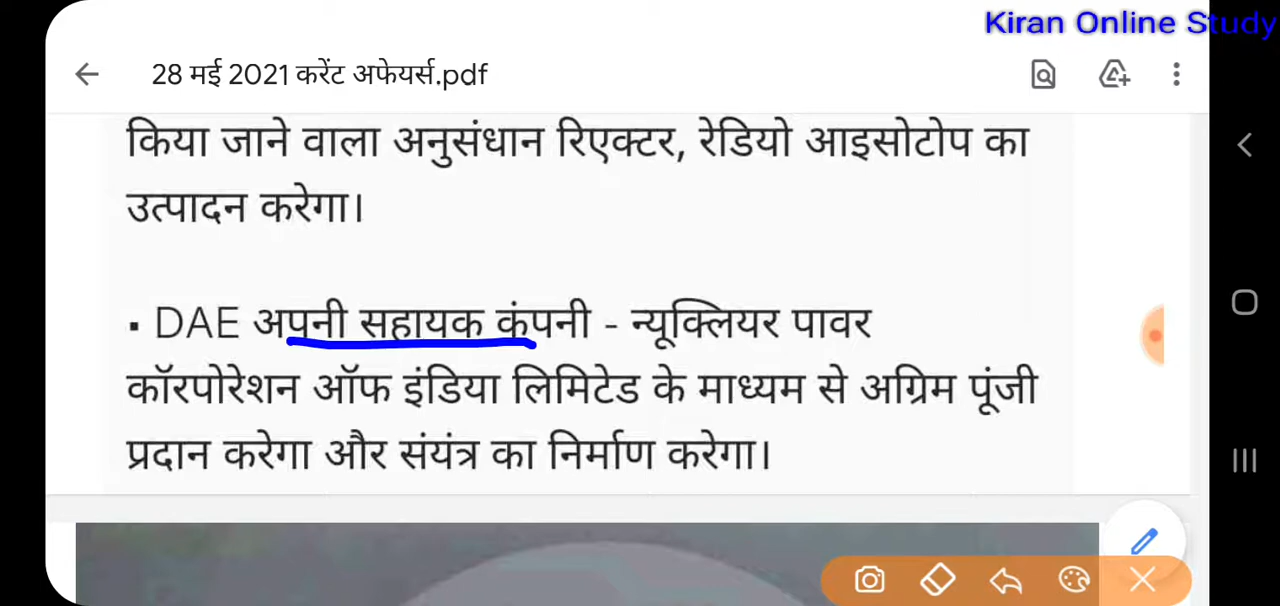 Kiran Online Study
28 मई 2021 करेंट अफेयर्स.pdf
किया जाने वाला अनुसंधान रिएक्टर, रेडियो आइसोटोप का
उत्पादन करेगा।
▪ DAE अपनी सहायक कंपनी - न्यूक्लियर पावर
कॉरपोरेशन ऑफ इंडिया लिमिटेड के माध्यम से अग्रिम पूंजी
प्रदान करेगा और संयंत्र का निर्माण करेगा।